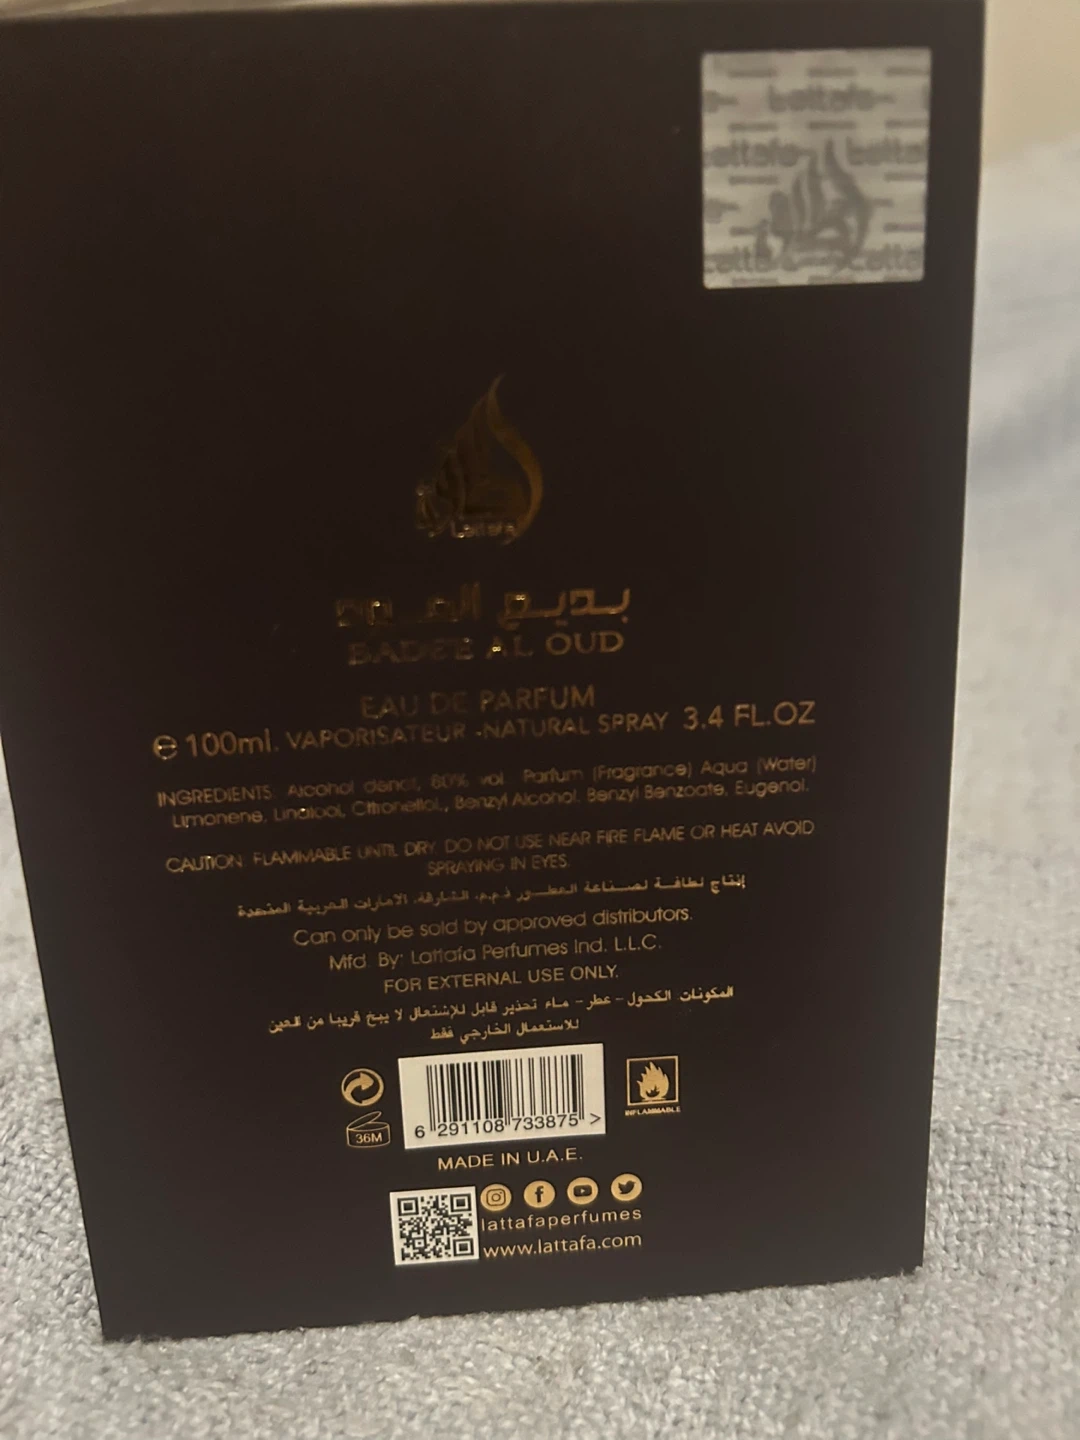 Lattafa
لطافة
Lattafa
بديع العود
BADE'E AL OUD
EAU DE PARFUM
e 100ml. VAPORISATEUR -NATURAL SPRAY 3.4 FL.OZ
INGREDIENTS: Alcohol denat, 80% vol Parfum (Fragrance) Aqua (Water)
Limonene, Linalool, Citronellol., Benzyl Alcohol, Benzyl Benzoate, Eugenol.
CAUTION: FLAMMABLE UNTIL DRY. DO NOT USE NEAR FIRE FLAME OR HEAT AVOID
SPRAYING IN EYES.
إنتاج لطافة لصناعة العطور ذ.م.م. الشارقة. الامارات العربية المتحدة
Can only be sold by approved distributors.
Mfd. By: Lattafa Perfumes Ind. L.L.C.
FOR EXTERNAL USE ONLY.
المكونات الكحول - عطر - ماء تحذير قابل للإشتعال لا يبخ قريبا من العين
للاستعمال الخارجي فقط
36M
6 291108 733875 >
INFLAMMABLE
MADE IN U.A.E.
lattafaperfumes
www.lattafa.com